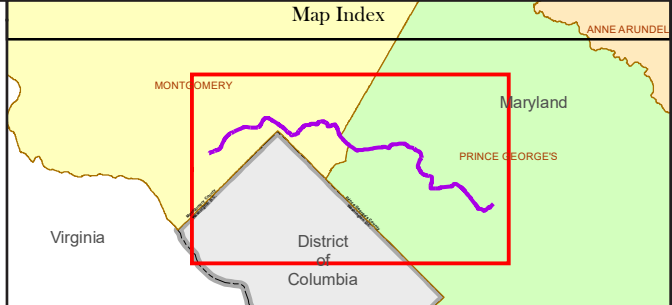 Map Index
ANNE ARUNDEL
MONTGOMERY
Maryland
PRINCE GEORGE'S
Virginia
District
of
Columbia